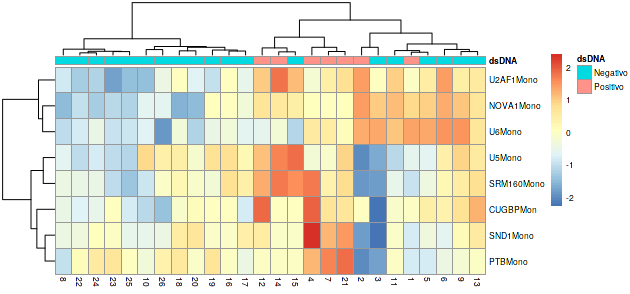 dsDNA
U2AF1Mono
NOVA1Mono
U6Mono
U5Mono
SRM160Mono
CUGBPMon
SND1Mono
PTBMono
8 22 24 23 25 10 26 18 20 19 16 17 12 14 15 4 7 21 2 3 11 1 5 6 9 13
2
1
0
-1
-2
dsDNA
Negativo
Positivo